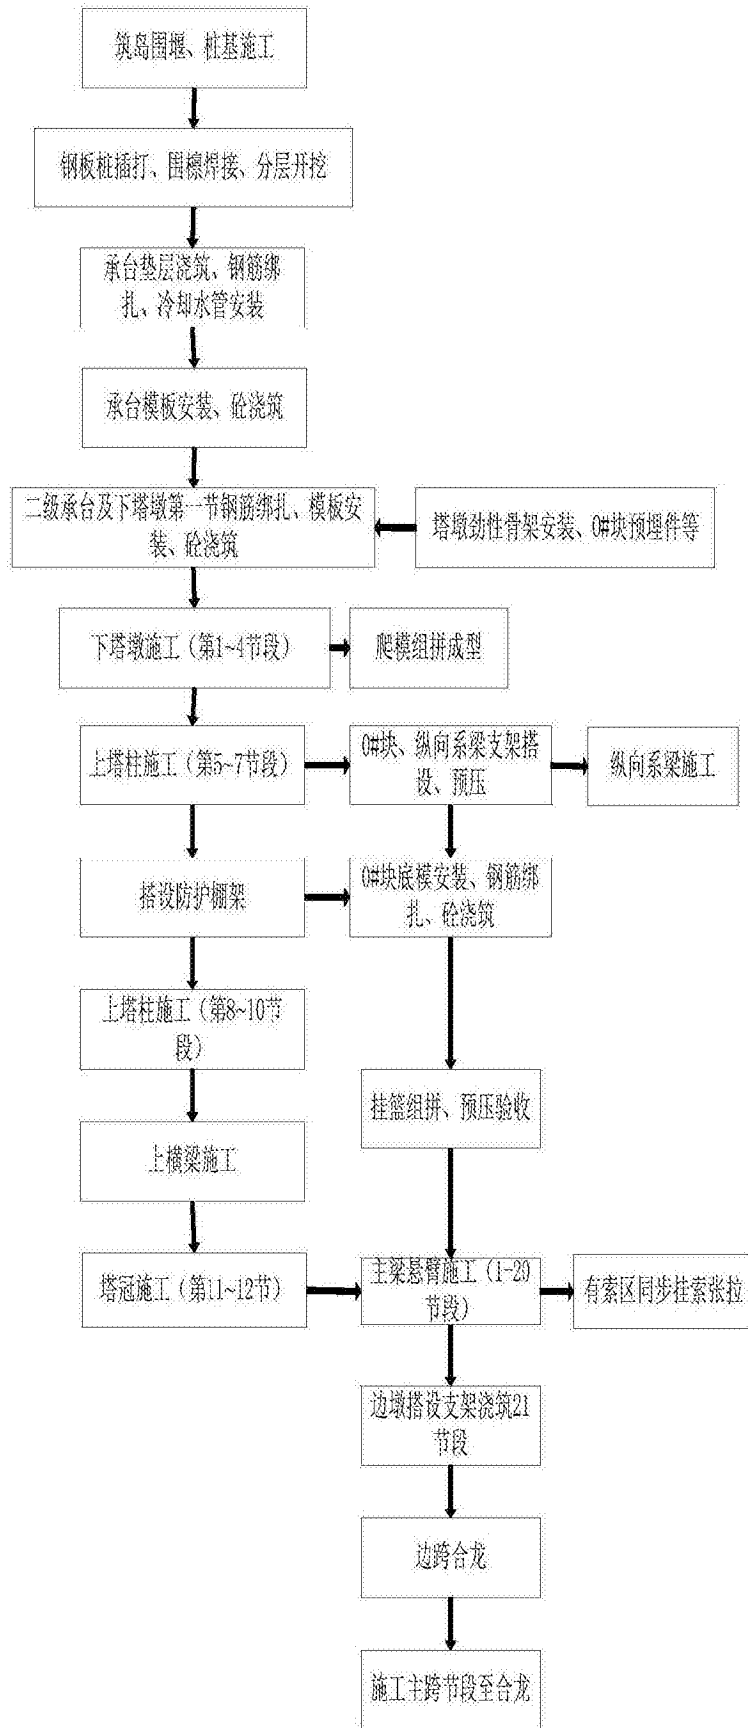 筑岛围堰、桩基施工
钢板桩插打、围檩焊接、分层开挖
承台垫层浇筑、钢筋绑
扎、冷却水管安装
承台模板安装、砼浇筑
二级承台及下塔墩第一节钢筋绑扎、模板安
装、砼浇筑
塔墩劲性骨架安装、0#块预埋件等
下塔墩施工（第1~4节段）
爬模组拼成型
上塔柱施工（第5~7节段）
0#块、纵向系梁支架搭
设、预压
纵向系梁施工
搭设防护棚架
0#块底模安装、钢筋绑
扎、砼浇筑
上塔柱施工（第8~10节
段）
挂篮组拼、预压验收
上横梁施工
塔冠施工（第11~12节）
主梁悬臂施工（1-20
节段）
有索区同步挂索张拉
边墩搭设支架浇筑21
节段
边跨合龙
施工主跨节段至合龙